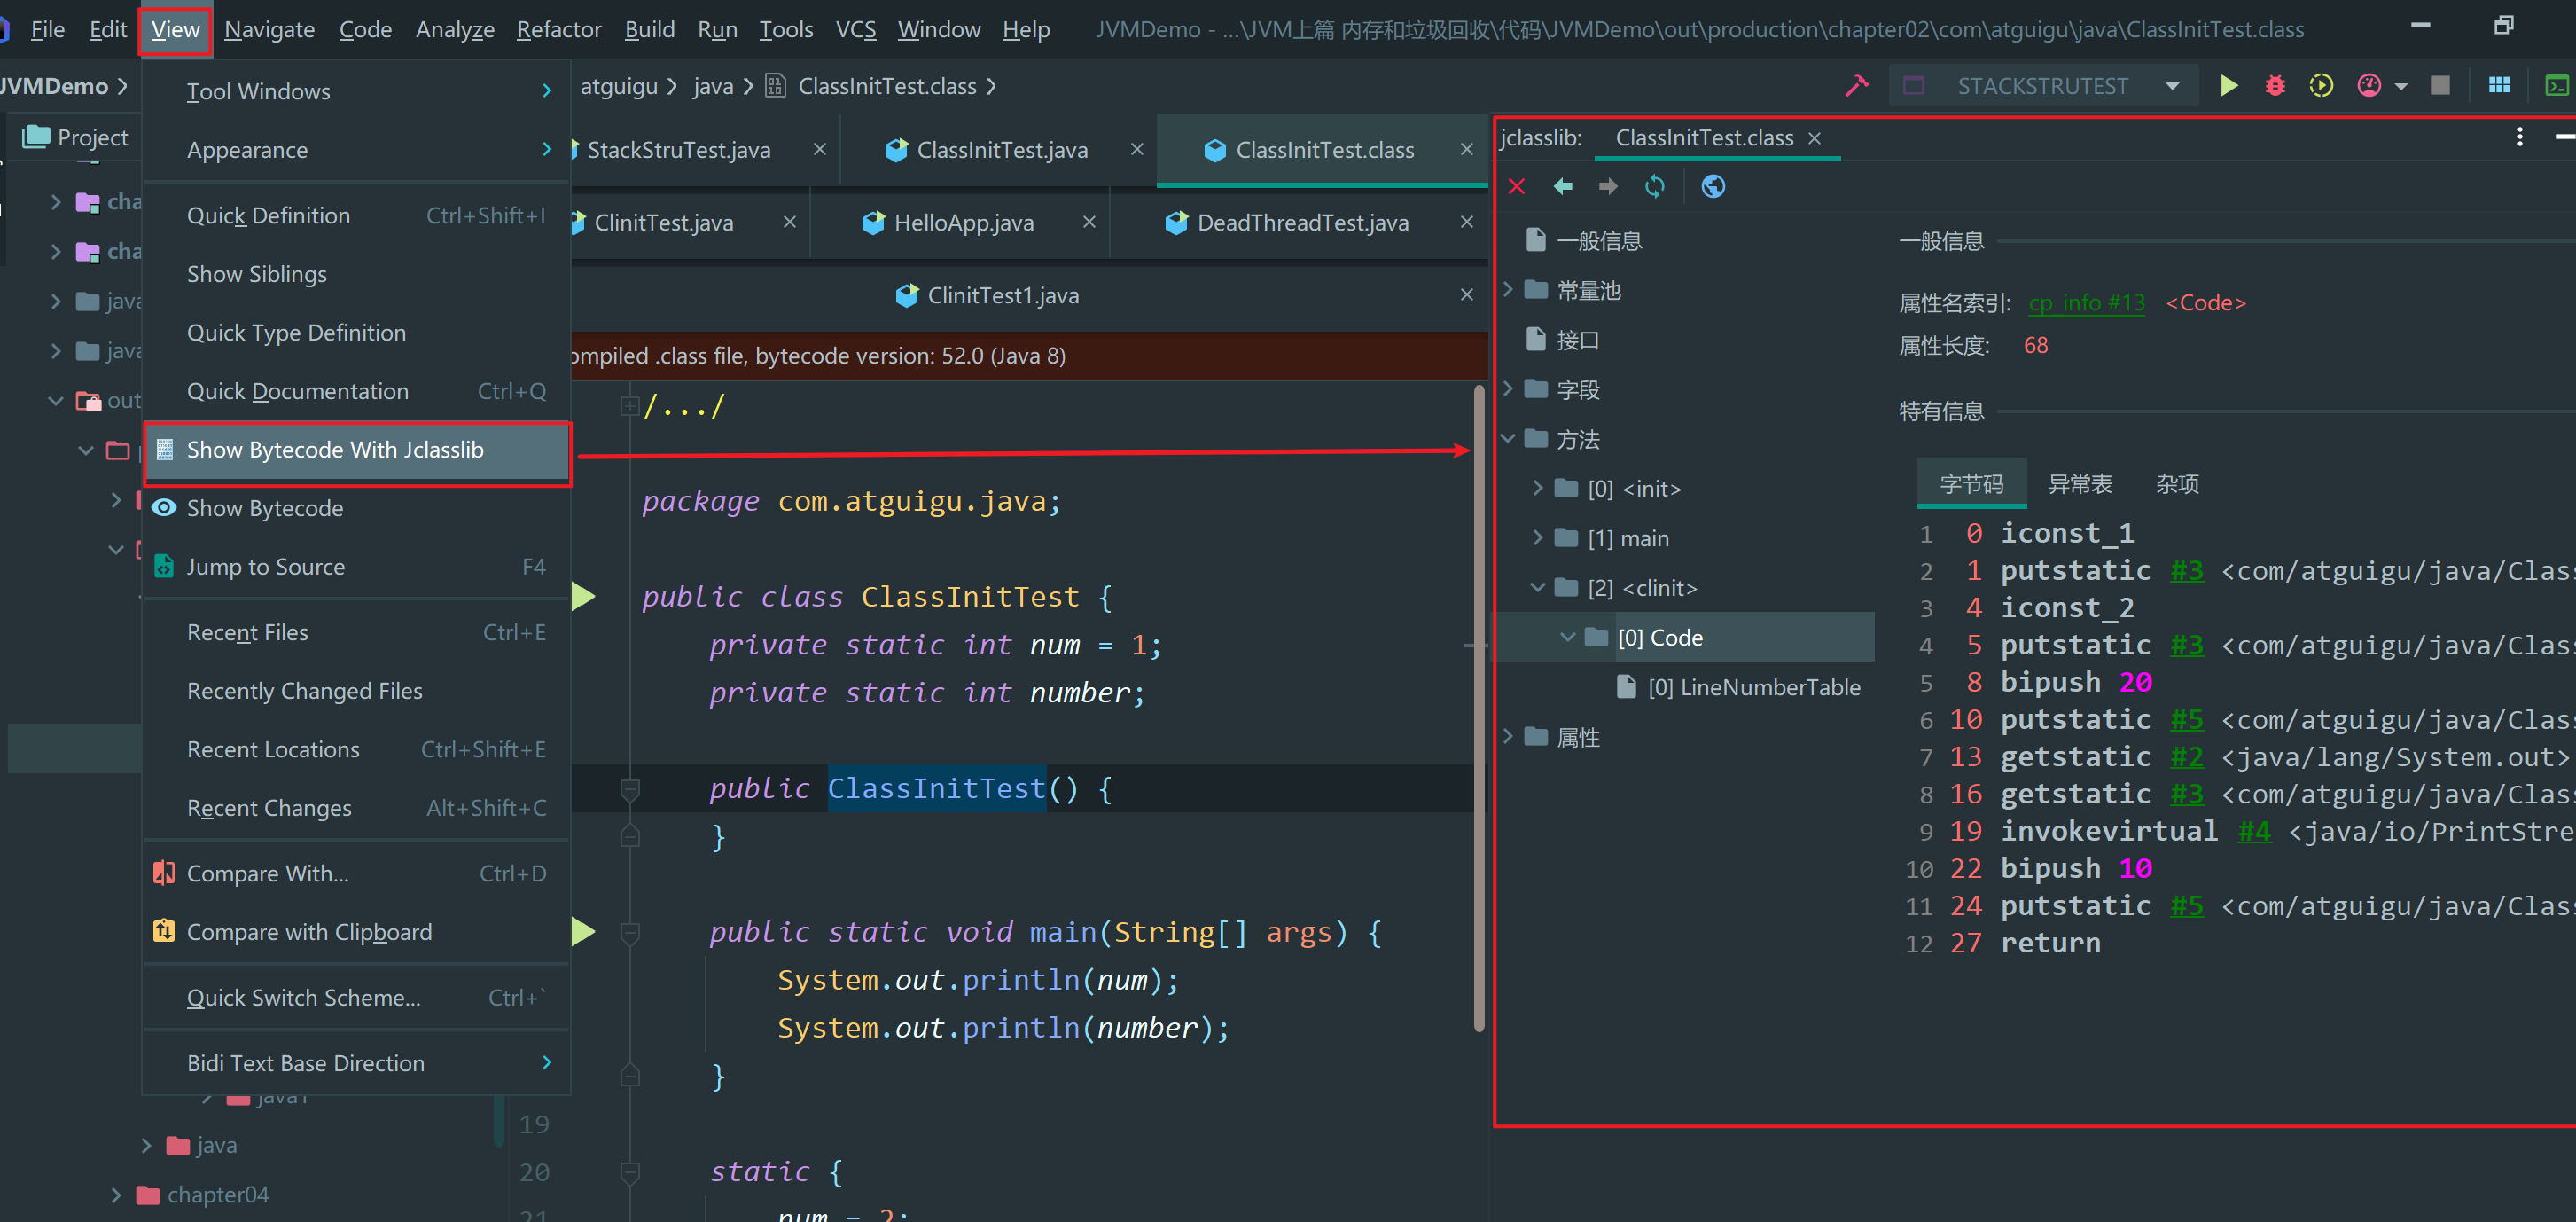 File Edit View Navigate Code Analyze Refactor Build Run Tools VCS Window Help JVMDemo - ...\JVM上篇 内存和垃圾回收\代码\JVMDemo\out\production\chapter02\com\atguigu\java\ClassInitTest.class
JVMDemo
atguigu java ClassInitTest.class
STACKSTRUTEST
Project
cha
cha
java
java
out
java
chapter04
Tool Windows
Appearance
Quick Definition Ctrl+Shift+I
Show Siblings
Quick Type Definition
Quick Documentation Ctrl+Q
Show Bytecode With Jclasslib
Show Bytecode
Jump to Source F4
Recent Files Ctrl+E
Recently Changed Files
Recent Locations Ctrl+Shift+E
Recent Changes Alt+Shift+C
Compare With... Ctrl+D
Compare with Clipboard
Quick Switch Scheme... Ctrl+`
Bidi Text Base Direction
StackStruTest.java ClassInitTest.java ClassInitTest.class
ClinitTest.java HelloApp.java DeadThreadTest.java
ClinitTest1.java
ompiled .class file, bytecode version: 52.0 (Java 8)
/.../
package com.atguigu.java;
public class ClassInitTest {
private static int num = 1;
private static int number;
public ClassInitTest() {
}
public static void main(String[] args) {
System.out.println(num);
System.out.println(number);
}
19
20 static {
21 num = 2;
jclasslib: ClassInitTest.class
一般信息
常量池
接口
字段
方法
[0] <init>
[1] main
[2] <clinit>
[0] Code
[0] LineNumberTable
属性
一般信息
属性名索引: cp_info #13 <Code>
属性长度: 68
特有信息
字节码 异常表 杂项
1 0 iconst_1
2 1 putstatic #3 <com/atguigu/java/Clas
3 4 iconst_2
4 5 putstatic #3 <com/atguigu/java/Clas
5 8 bipush 20
6 10 putstatic #5 <com/atguigu/java/Clas
7 13 getstatic #2 <java/lang/System.out>
8 16 getstatic #3 <com/atguigu/java/Clas
9 19 invokevirtual #4 <java/io/PrintStre
10 22 bipush 10
11 24 putstatic #5 <com/atguigu/java/Clas
12 27 return